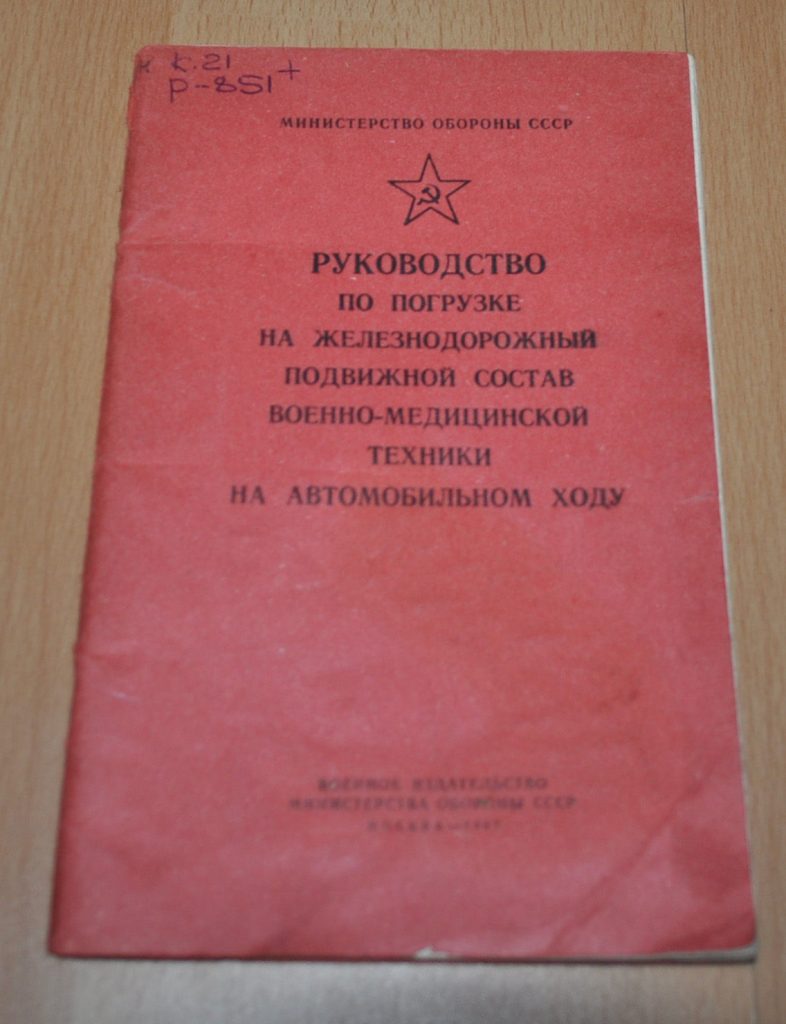 к К.21 +
Р-851
МИНИСТЕРСТВО ОБОРОНЫ СССР
РУКОВОДСТВО
ПО ПОГРУЗКЕ
НА ЖЕЛЕЗНОДОРОЖНЫЙ
ПОДВИЖНОЙ СОСТАВ
ВОЕННО-МЕДИЦИНСКОЙ
ТЕХНИКИ
НА АВТОМОБИЛЬНОМ ХОДУ
ВОЕННОЕ ИЗДАТЕЛЬСТВО
МИНИСТЕРСТВА ОБОРОНЫ СССР
МОСКВА —